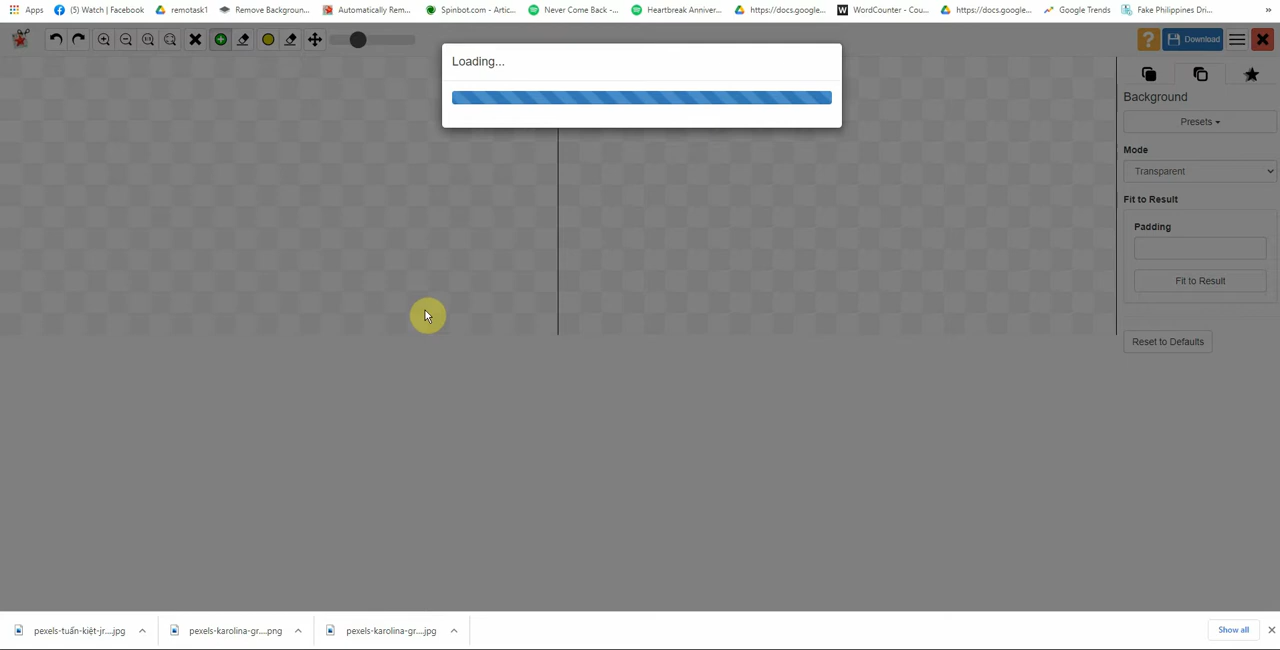 Apps (5) Watch | Facebook remotask1 Remove Backgroun... Automatically Rem... Spinbot.com - Artic... Never Come Back -... Heartbreak Anniver... https://docs.google... WordCounter - Cou... https://docs.google... Google Trends Fake Philippines Dri... »
? Download
Loading...
Background
Presets
Mode
Transparent
Fit to Result
Padding
Fit to Result
Reset to Defaults
pexels-tuấn-kiệt-jr....jpg pexels-karolina-gr....png pexels-karolina-gr....jpg Show all